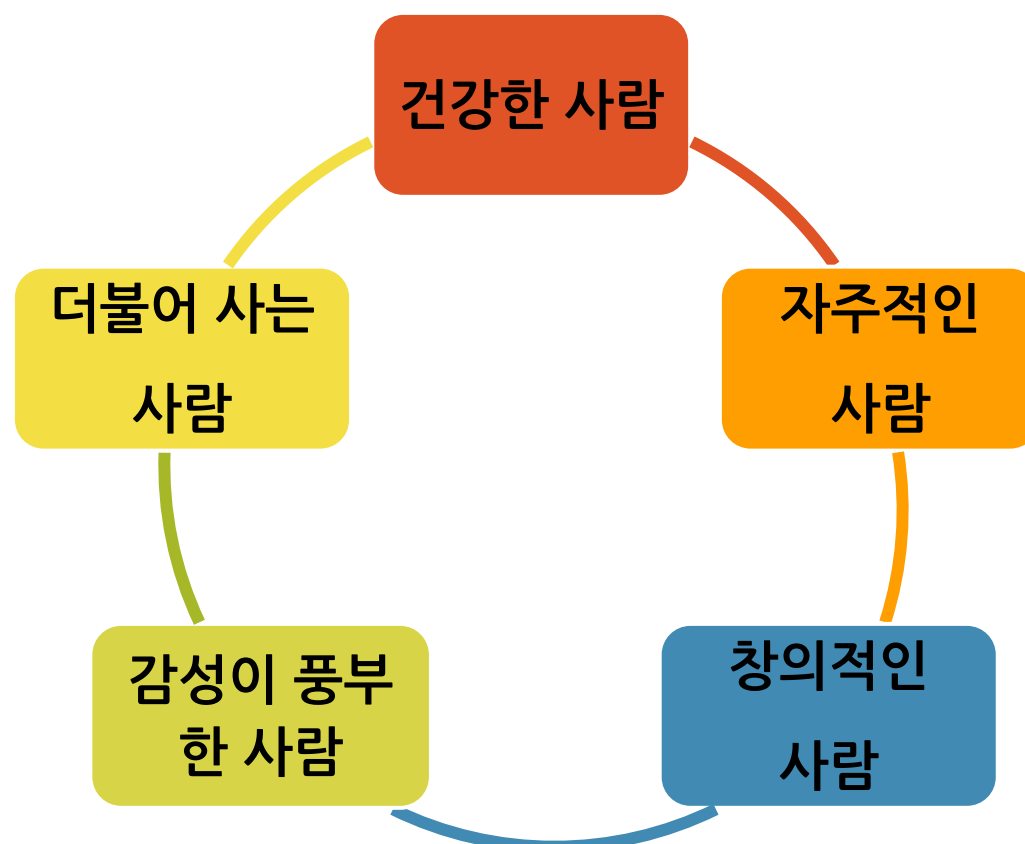 건강한 사람
더불어 사는
사람
자주적인
사람
감성이 풍부
한 사람
창의적인
사람